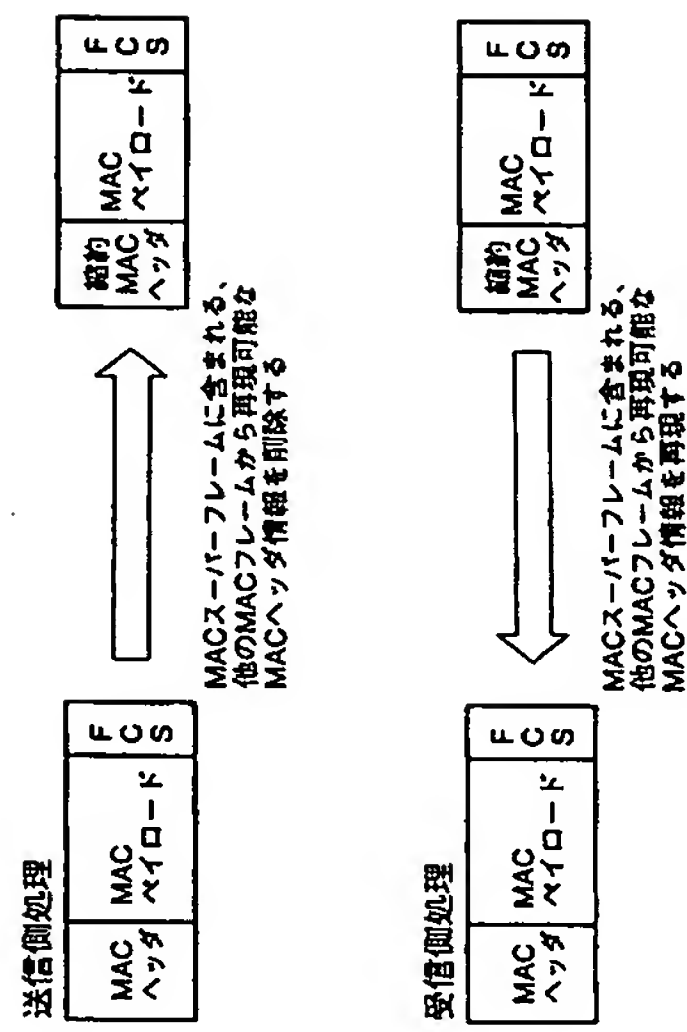 送信側処理
MAC
ヘッダ
MAC
ペイロード
FCS
MACスーパーフレームに含まれる、
他のMACフレームから再現可能な
MACヘッダ情報を削除する
縮約
MAC
ヘッダ
MAC
ペイロード
FCS
受信側処理
MAC
ヘッダ
MAC
ペイロード
FCS
MACスーパーフレームに含まれる、
他のMACフレームから再現可能な
MACヘッダ情報を再現する
縮約
MAC
ヘッダ
MAC
ペイロード
FCS